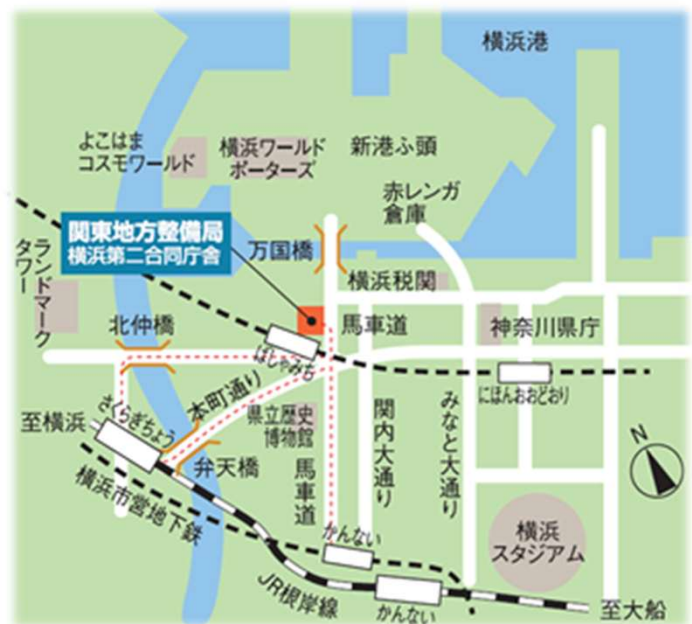 横浜港
よこはま
コスモワールド
横浜ワールド
ポーターズ
新港ふ頭
赤レンガ
倉庫
関東地方整備局
横浜第二合同庁舎
万国橋
ランドマーク
タワー
横浜税関
北仲橋
馬車道
神奈川県庁
ばしゃみち
にほんおおどおり
本町通り
至横浜
さくらぎちょう
県立歴史
博物館
関内大通り
みなと大通り
N
弁天橋
馬車道
横浜市営地下鉄
かんない
横浜
スタジアム
JR根岸線
かんない
至大船